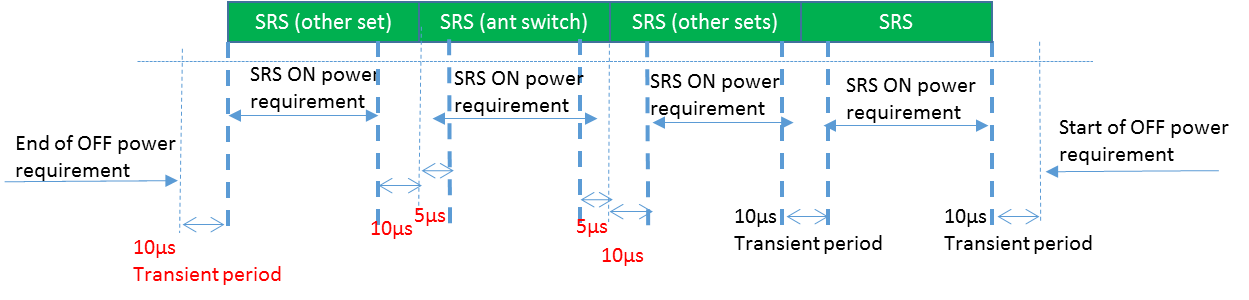 SRS (other set)
SRS (ant switch)
SRS (other sets)
SRS
SRS ON power
requirement
SRS ON power
requirement
SRS ON power
requirement
SRS ON power
requirement
End of OFF power
requirement
Start of OFF power
requirement
10µs
Transient period
10µs
5µs
5µs
10µs
10µs
Transient period
10µs
Transient period